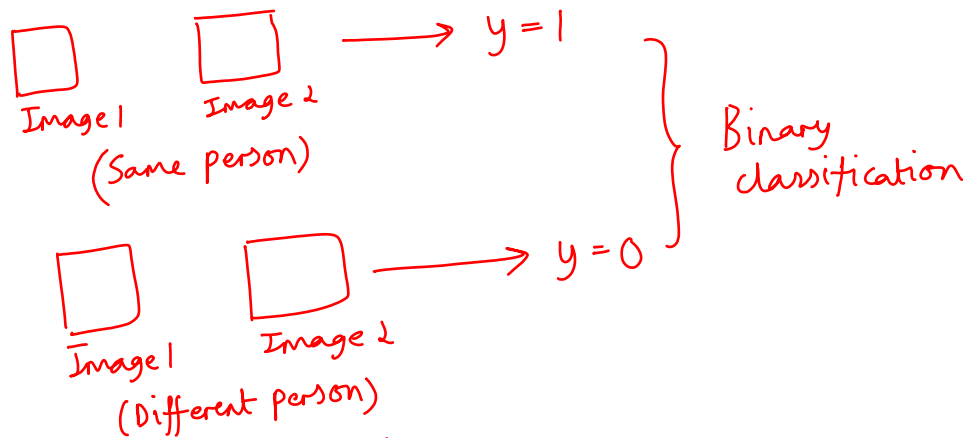 y = 1
Image 1
Image 2
(Same person)
Binary
classification
y = 0
Image 1
Image 2
(Different person)